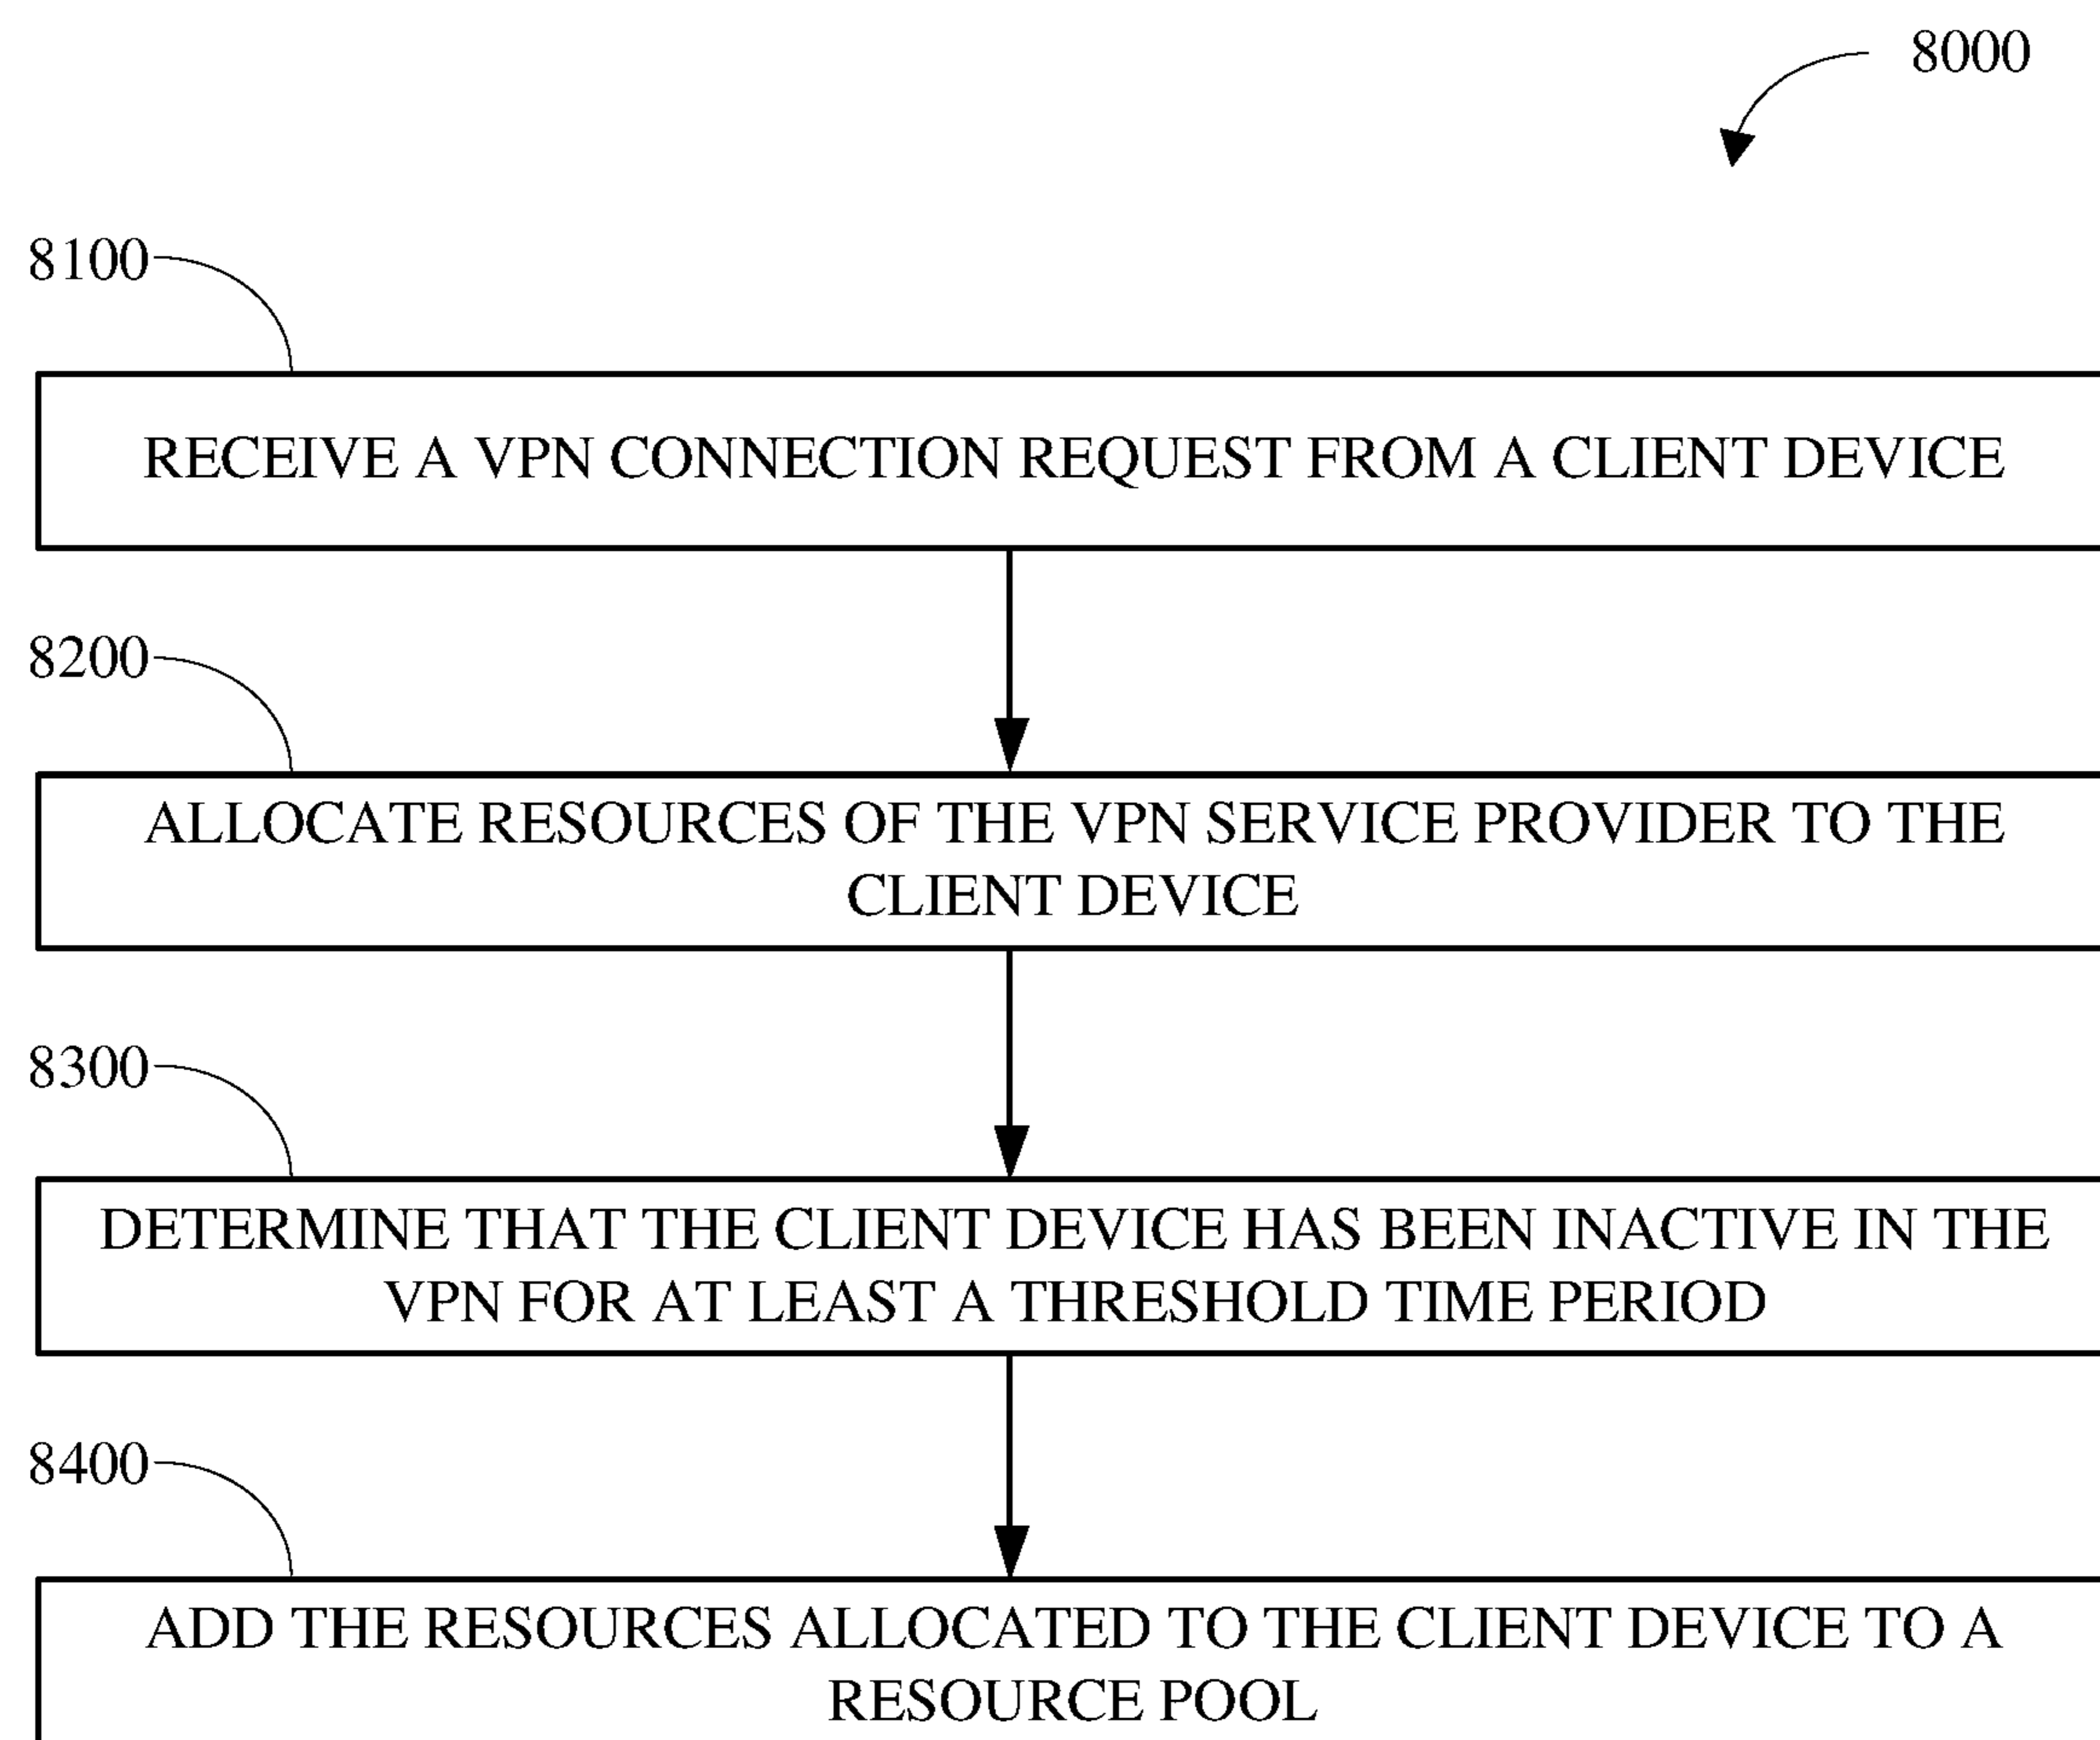 8000
8100
RECEIVE A VPN CONNECTION REQUEST FROM A CLIENT DEVICE
8200
ALLOCATE RESOURCES OF THE VPN SERVICE PROVIDER TO THE
CLIENT DEVICE
8300
DETERMINE THAT THE CLIENT DEVICE HAS BEEN INACTIVE IN THE
VPN FOR AT LEAST A THRESHOLD TIME PERIOD
8400
ADD THE RESOURCES ALLOCATED TO THE CLIENT DEVICE TO A
RESOURCE POOL